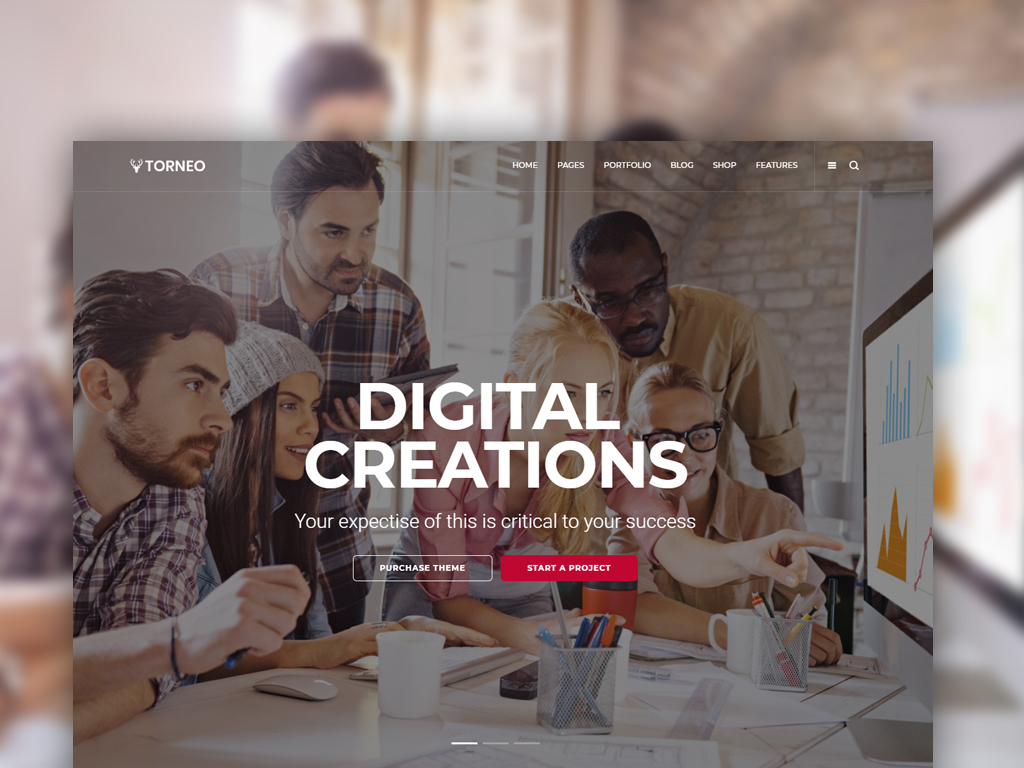 TORNEO
HOME PAGES PORTFOLIO BLOG SHOP FEATURES
DIGITAL
CREATIONS
Your expectise of this is critical to your success
PURCHASE THEME START A PROJECT